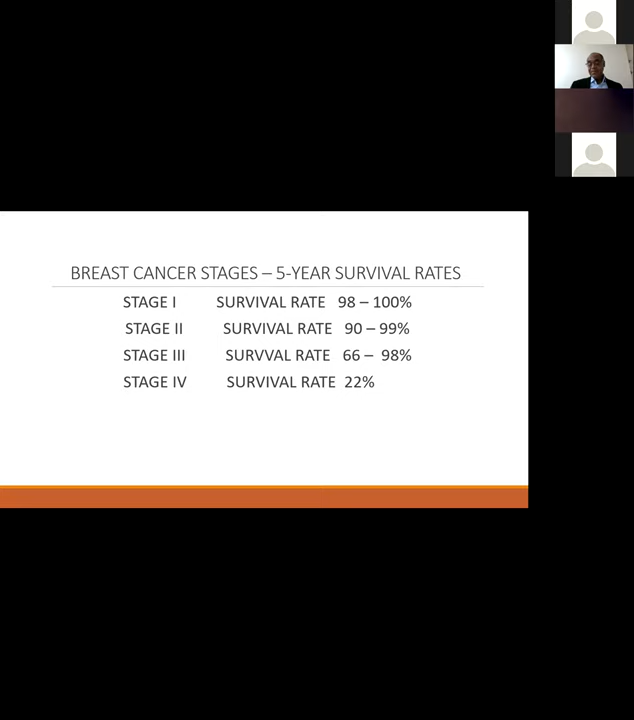 BREAST CANCER STAGES – 5-YEAR SURVIVAL RATES
STAGE I SURVIVAL RATE 98 – 100%
STAGE II SURVIVAL RATE 90 – 99%
STAGE III SURVVAL RATE 66 – 98%
STAGE IV SURVIVAL RATE 22%